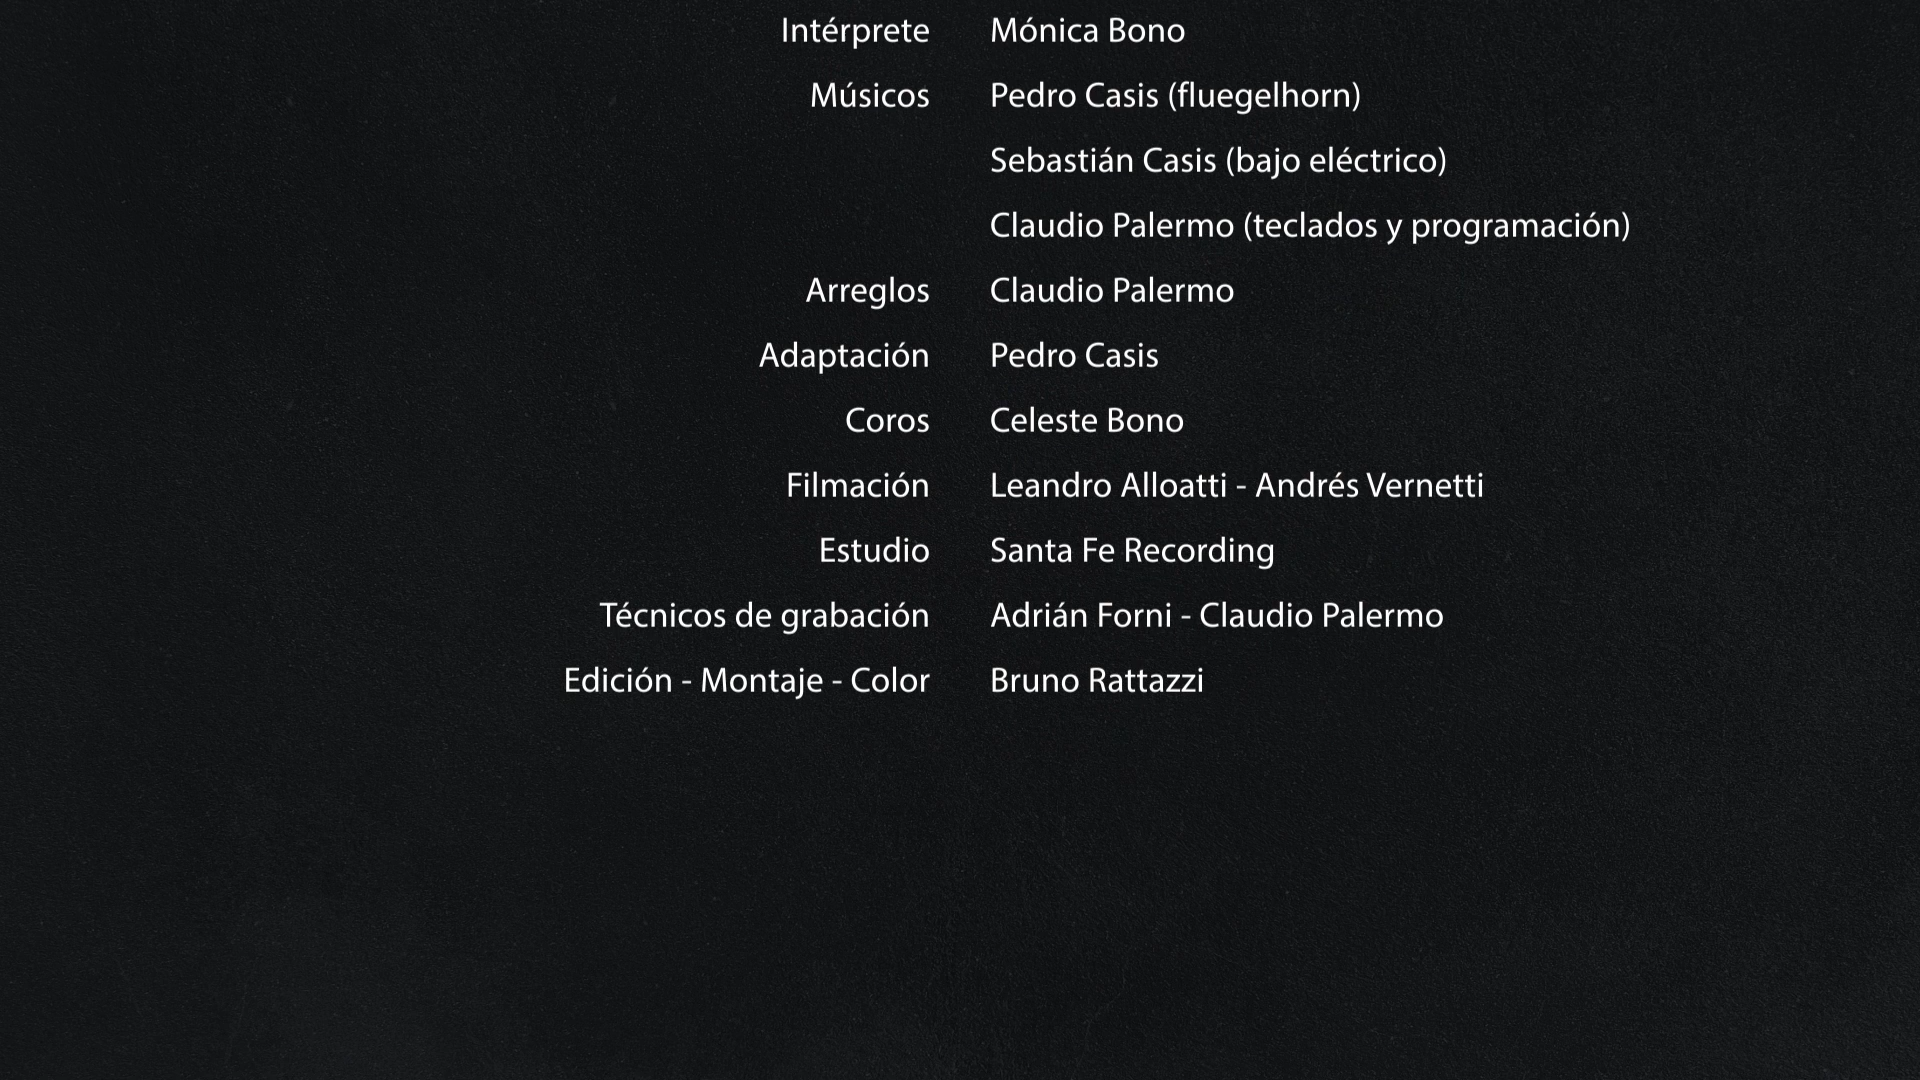 Intérprete Mónica Bono
Músicos Pedro Casis (fluegelhorn)
Sebastián Casis (bajo eléctrico)
Claudio Palermo (teclados y programación)
Arreglos Claudio Palermo
Adaptación Pedro Casis
Coros Celeste Bono
Filmación Leandro Alloatti - Andrés Vernetti
Estudio Santa Fe Recording
Técnicos de grabación Adrián Forni - Claudio Palermo
Edición - Montaje - Color Bruno Rattazzi